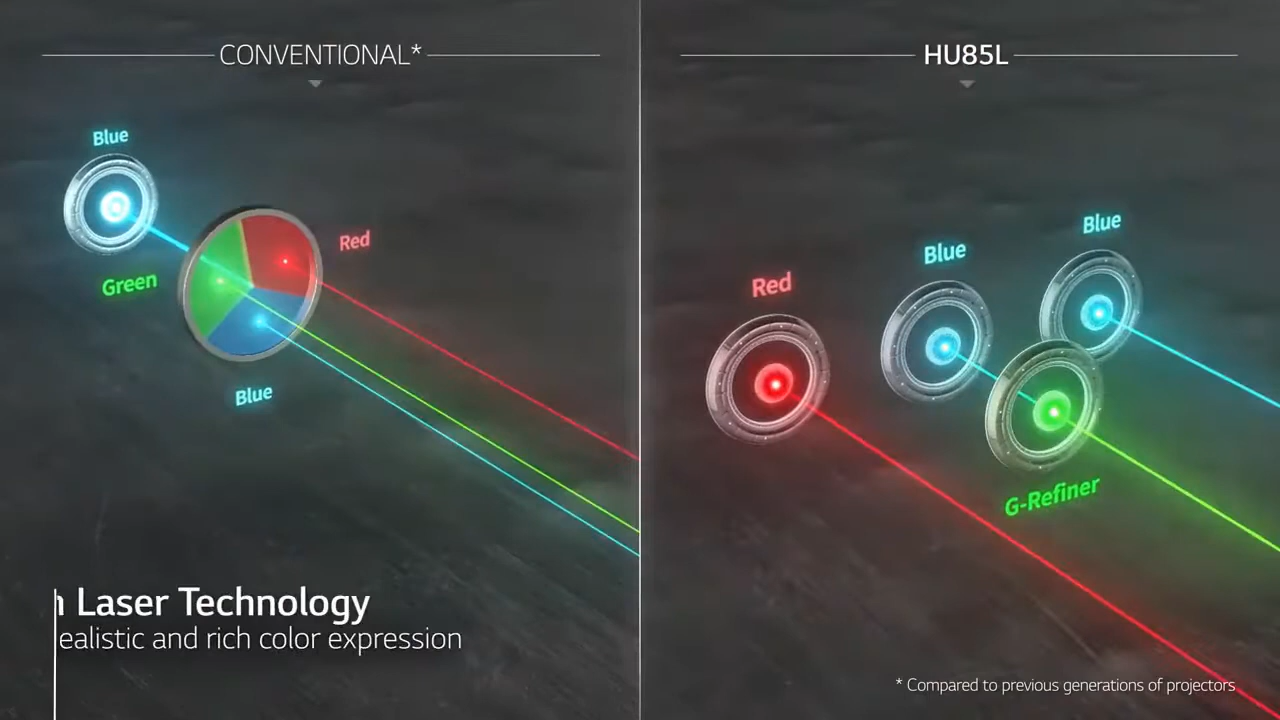 CONVENTIONAL*
Blue
Green
Red
Blue
HU85L
Red
Blue
Blue
G-Refiner
Laser Technology
ealistic and rich color expression
* Compared to previous generations of projectors